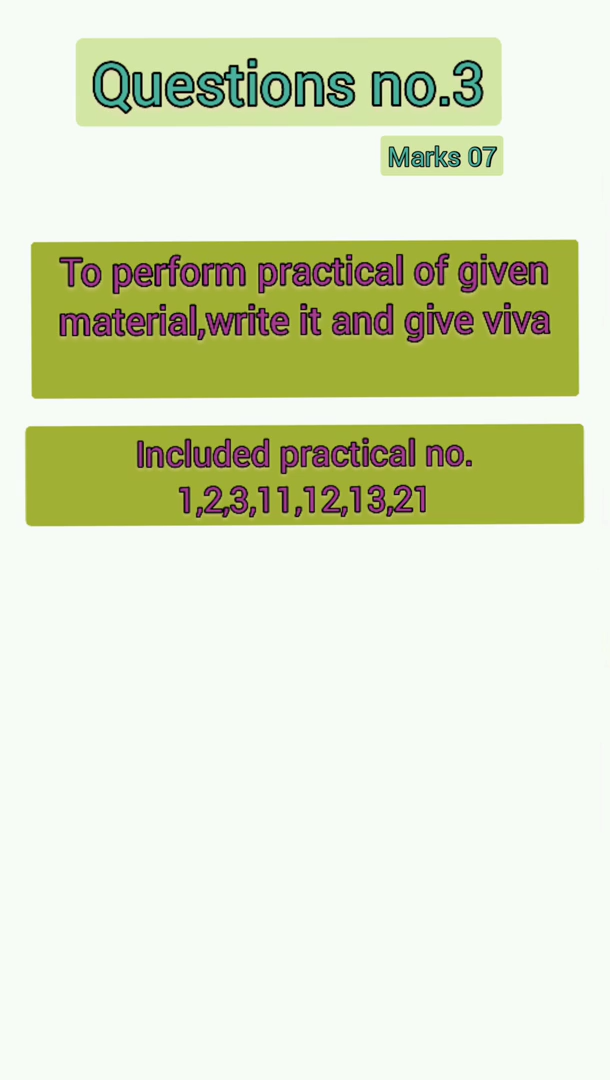 Questions no.3
Marks 07
To perform practical of given
material,write it and give viva
Included practical no.
1,2,3,11,12,13,21